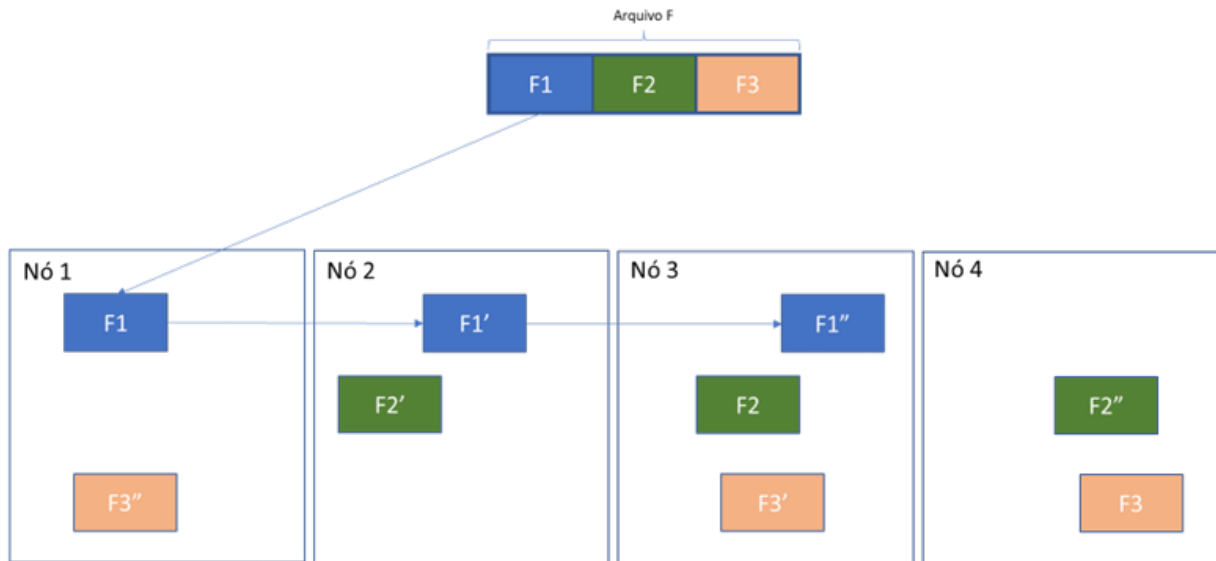 Arquivo F
F1 F2 F3
Nó 1 Nó 2 Nó 3 Nó 4
F1 F1′ F1″
F2′ F2 F2″
F3″ F3′ F3